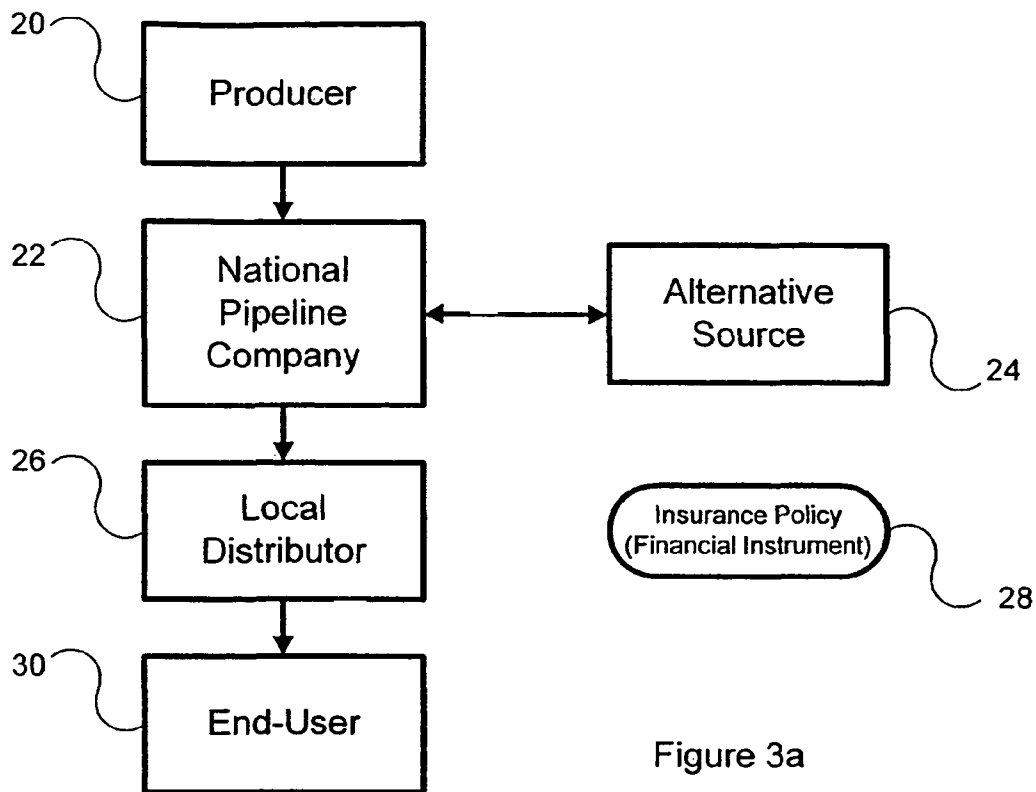 20
Producer
22
National
Pipeline
Company
Alternative
Source
24
26
Local
Distributor
Insurance Policy
(Financial Instrument)
28
30
End-User
Figure 3a